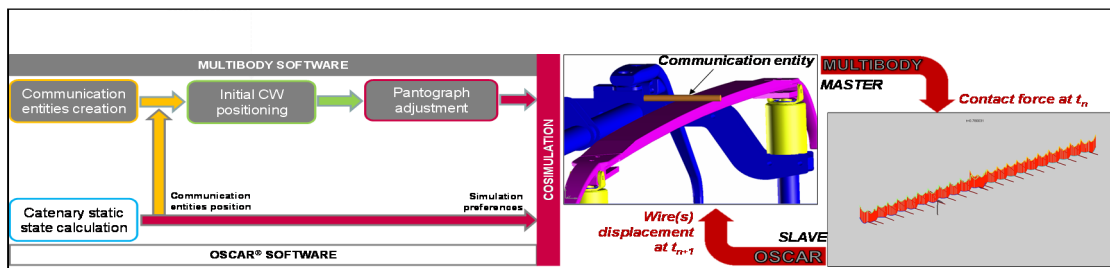 MULTIBODY SOFTWARE
Communication
entities creation
Initial CW
positioning
Pantograph
adjustment
Communication
entities position
Simulation
preferences
Catenary static
state calculation
OSCAR® SOFTWARE
COSIMULATION
Communication entity
MULTIBODY
MASTER
Contact force at tn
Wire(s)
displacement
at tn+1
SLAVE
OSCAR